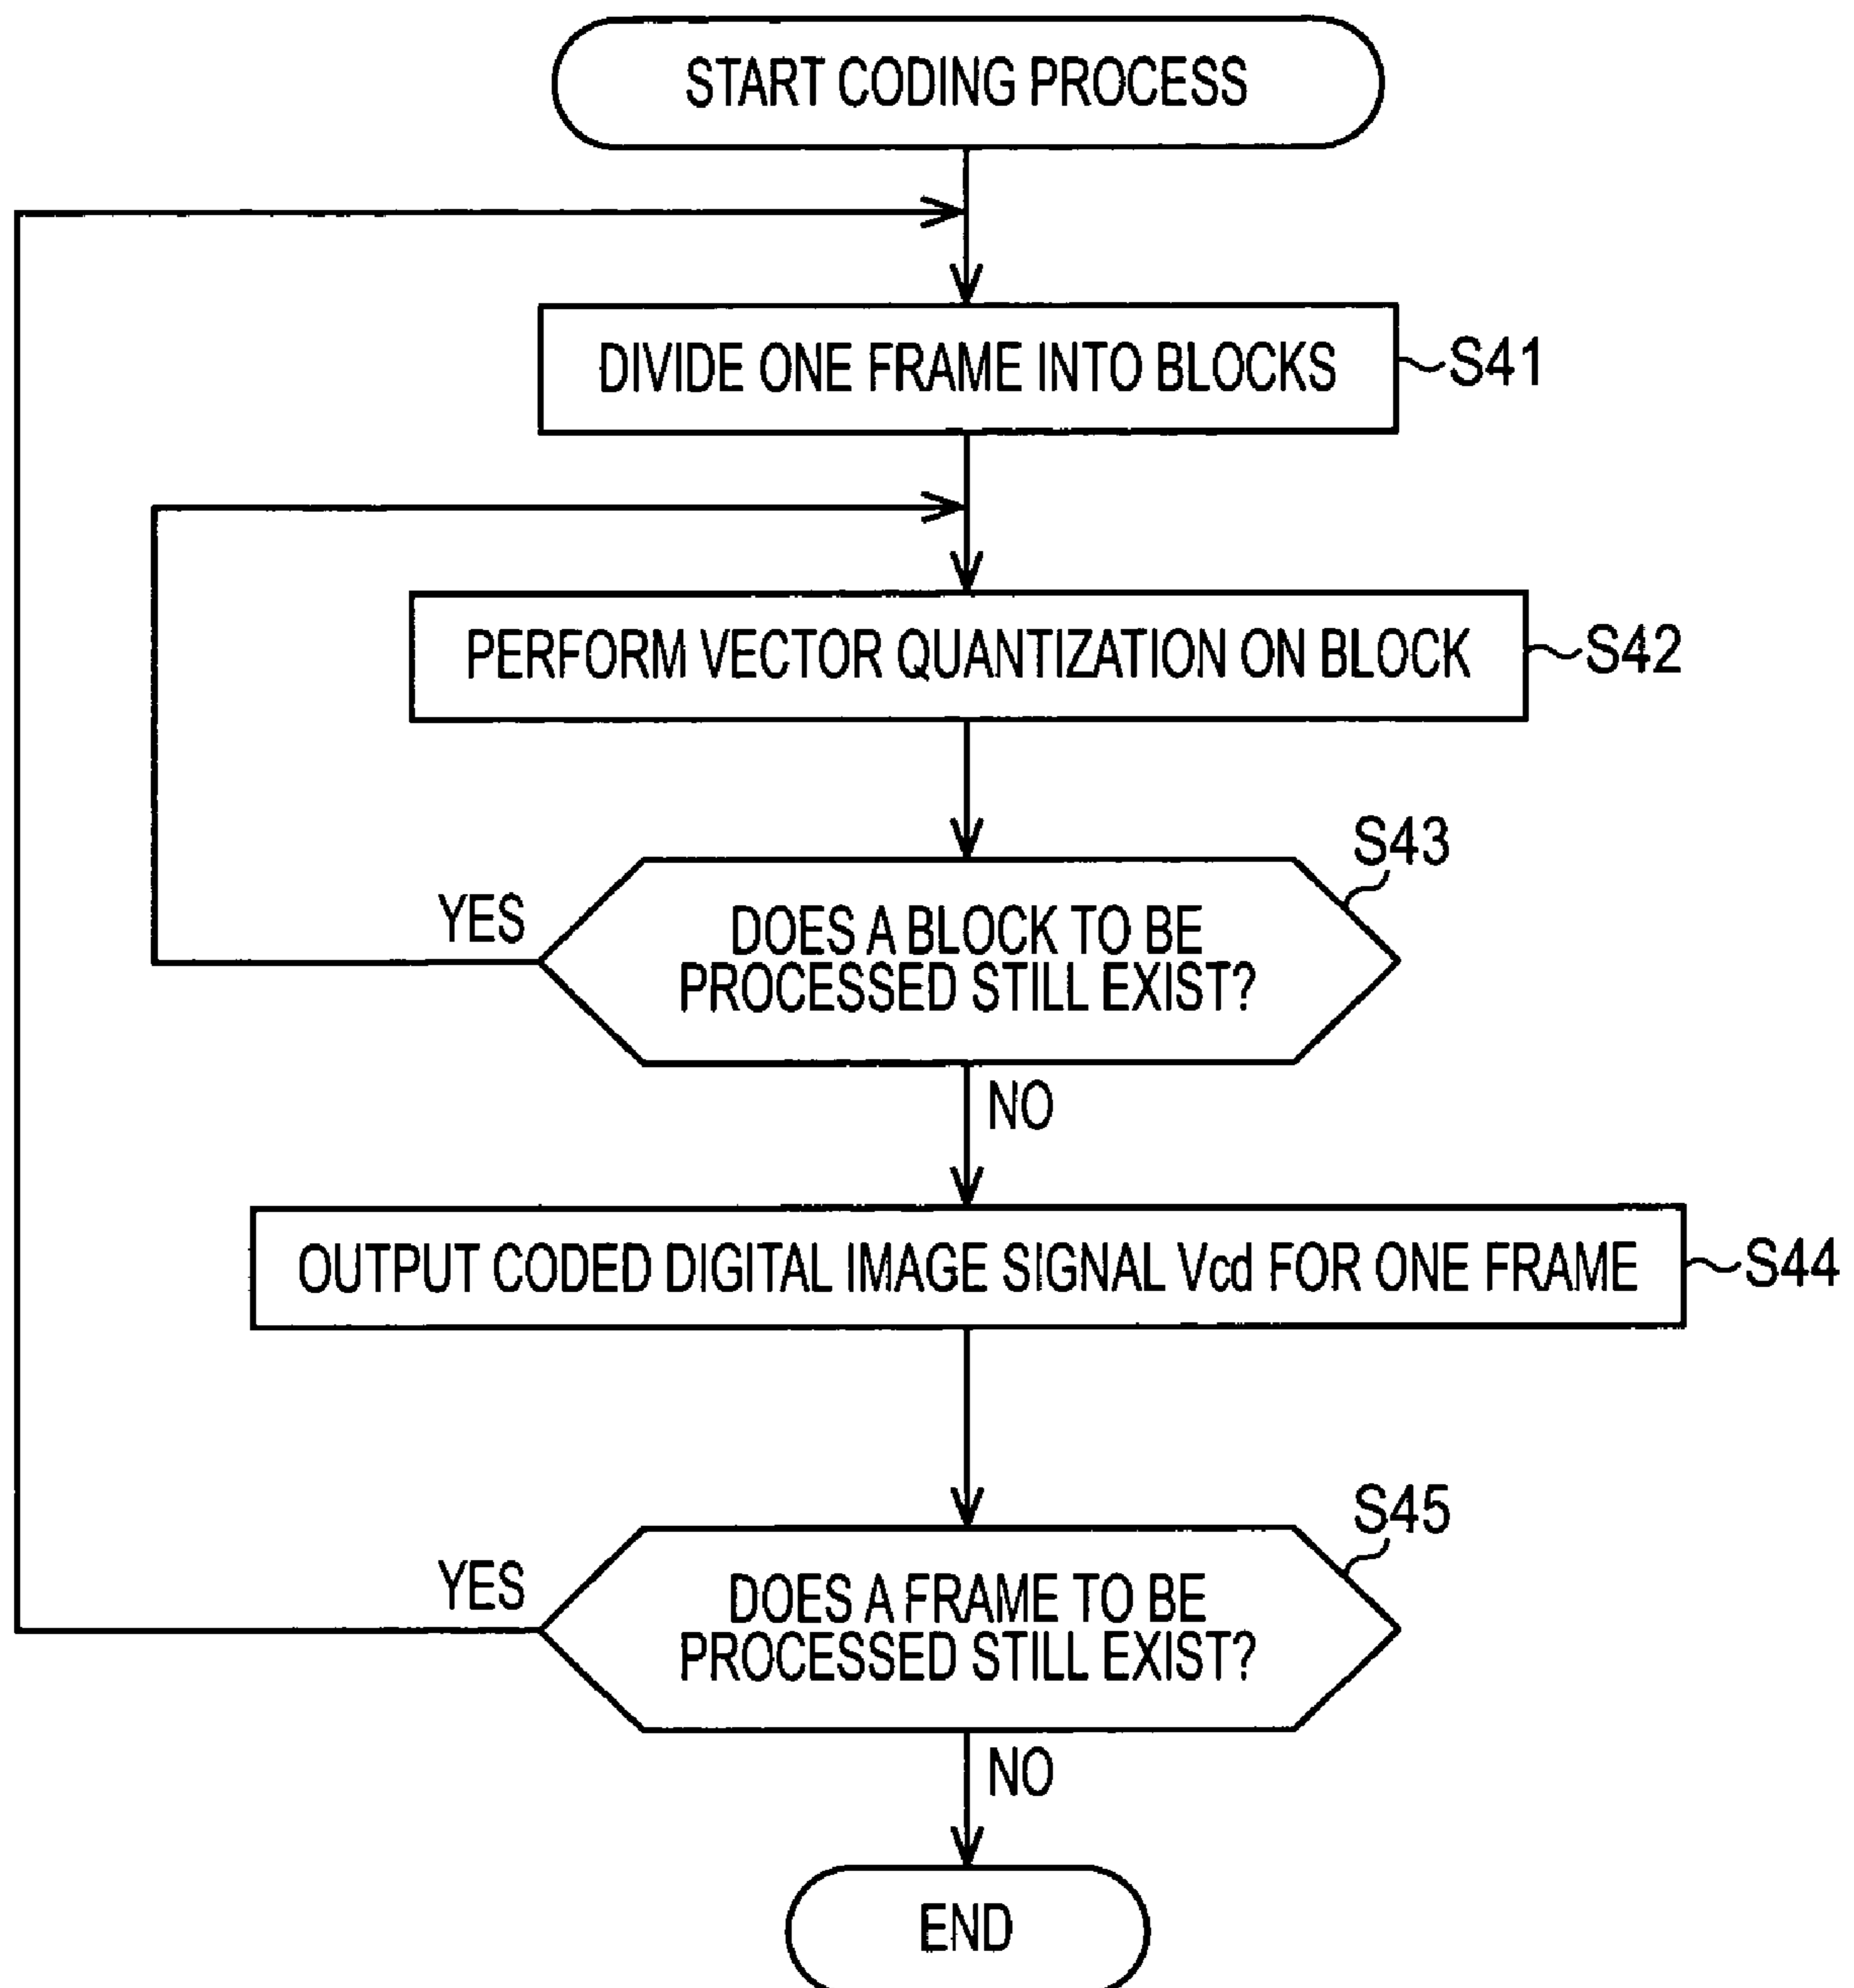 START CODING PROCESS
DIVIDE ONE FRAME INTO BLOCKS
S41
PERFORM VECTOR QUANTIZATION ON BLOCK
S42
S43
YES
DOES A BLOCK TO BE
PROCESSED STILL EXIST?
NO
OUTPUT CODED DIGITAL IMAGE SIGNAL Vcd FOR ONE FRAME
S44
S45
YES
DOES A FRAME TO BE
PROCESSED STILL EXIST?
NO
END